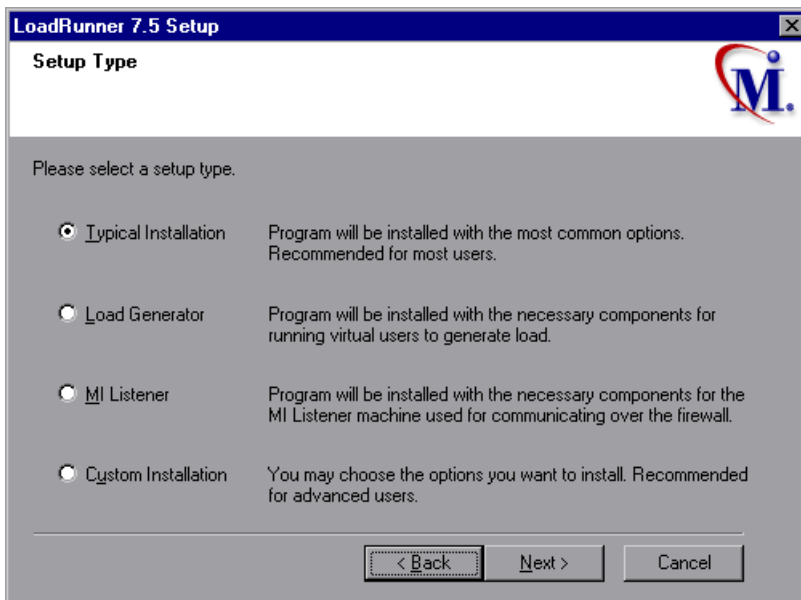 LoadRunner 7.5 Setup
Setup Type
M.
Please select a setup type.
Typical Installation
Program will be installed with the most common options.
Recommended for most users.
Load Generator
Program will be installed with the necessary components for
running virtual users to generate load.
MI Listener
Program will be installed with the necessary components for the
MI Listener machine used for communicating over the firewall.
Custom Installation
You may choose the options you want to install. Recommended
for advanced users.
< Back
Next >
Cancel